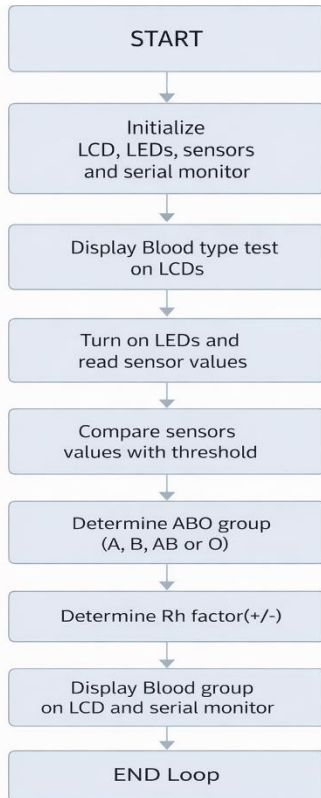 START
Initialize
LCD, LEDs, sensors
and serial monitor
Display Blood type test
on LCDs
Turn on LEDs and
read sensor values
Compare sensors
values with threshold
Determine ABO group
(A, B, AB or O)
Determine Rh factor(+/-)
Display Blood group
on LCD and serial monitor
END Loop